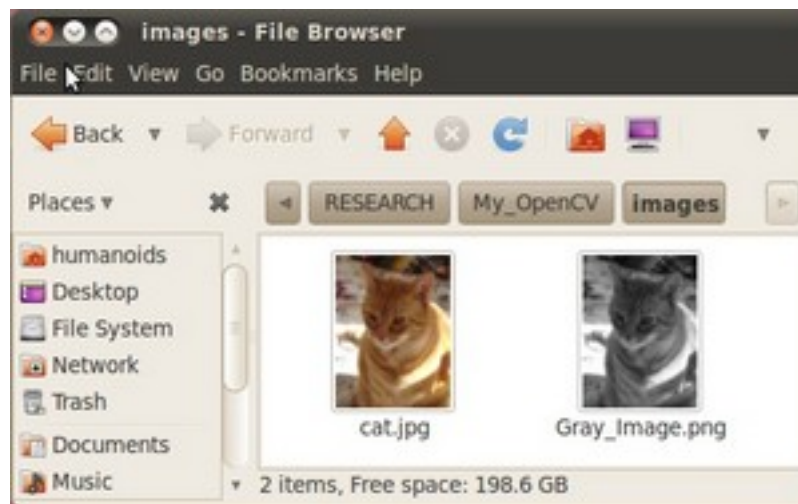 images - File Browser
File Edit View Go Bookmarks Help
Back Forward
Places RESEARCH My_OpenCV images
humanoids
Desktop
File System
Network
Trash
Documents
Music
cat.jpg Gray_Image.png
2 items, Free space: 198.6 GB